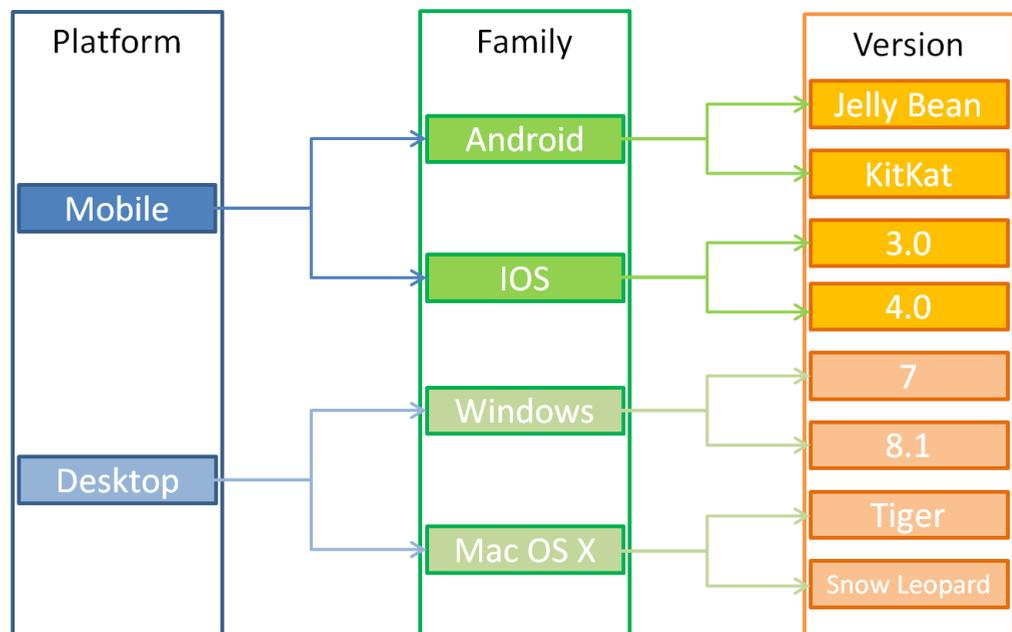 Platform
Mobile
Desktop
Family
Android
IOS
Windows
Mac OS X
Version
Jelly Bean
KitKat
3.0
4.0
7
8.1
Tiger
Snow Leopard